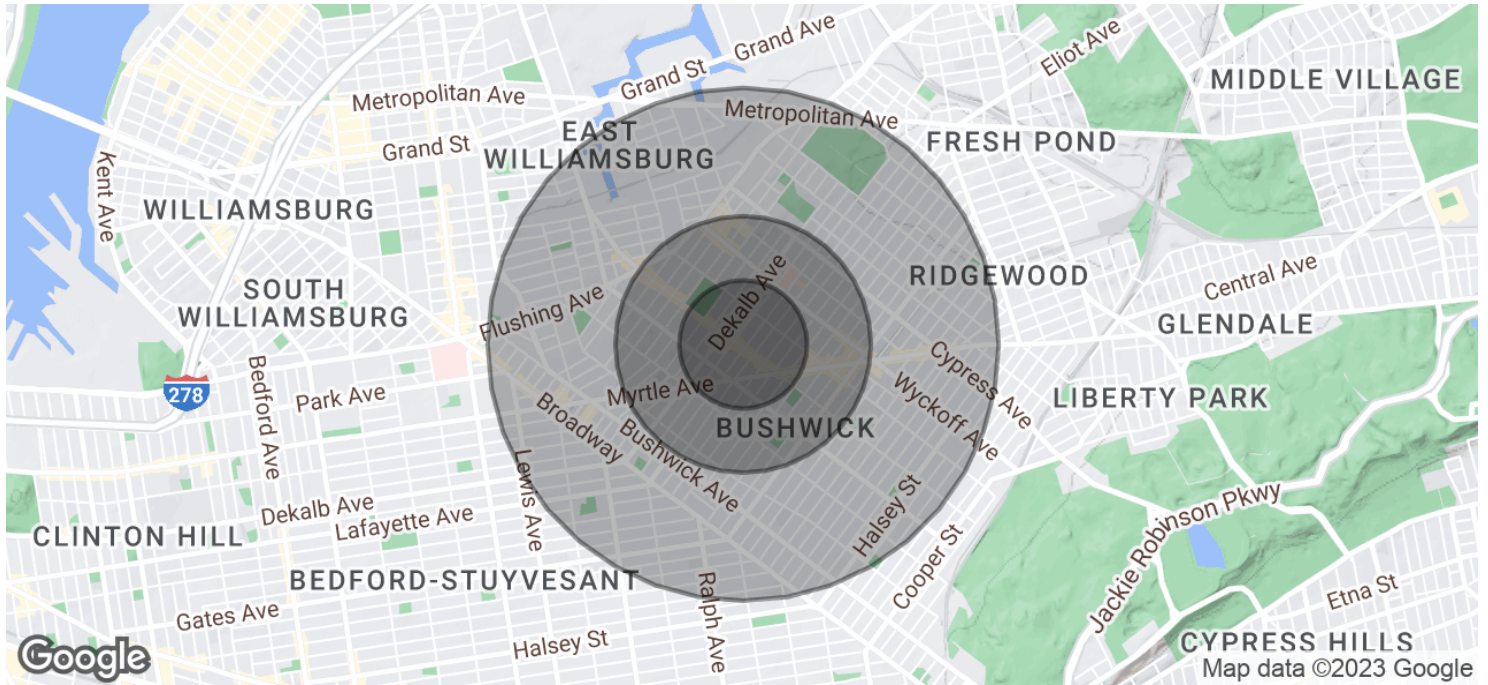 Grand Ave
Eliot Ave
Grand St
MIDDLE VILLAGE
Metropolitan Ave
Metropolitan Ave
EAST
WILLIAMSBURG
FRESH POND
Grand St
Kent Ave
WILLIAMSBURG
RIDGEWOOD
Central Ave
Dekalb Ave
SOUTH
WILLIAMSBURG
Flushing Ave
GLENDALE
278
Bedford Ave
Park Ave
Myrtle Ave
Cypress Ave
Wyckoff Ave
LIBERTY PARK
Broadway
BUSHWICK
Bushwick Ave
Lewis Ave
Dekalb Ave
Lafayette Ave
Halsey St
Jackie Robinson Pkwy
CLINTON HILL
Cooper St
BEDFORD-STUYVESANT
Ralph Ave
Etna St
Gates Ave
Halsey St
CYPRESS HILLS
Google
Map data ©2023 Google